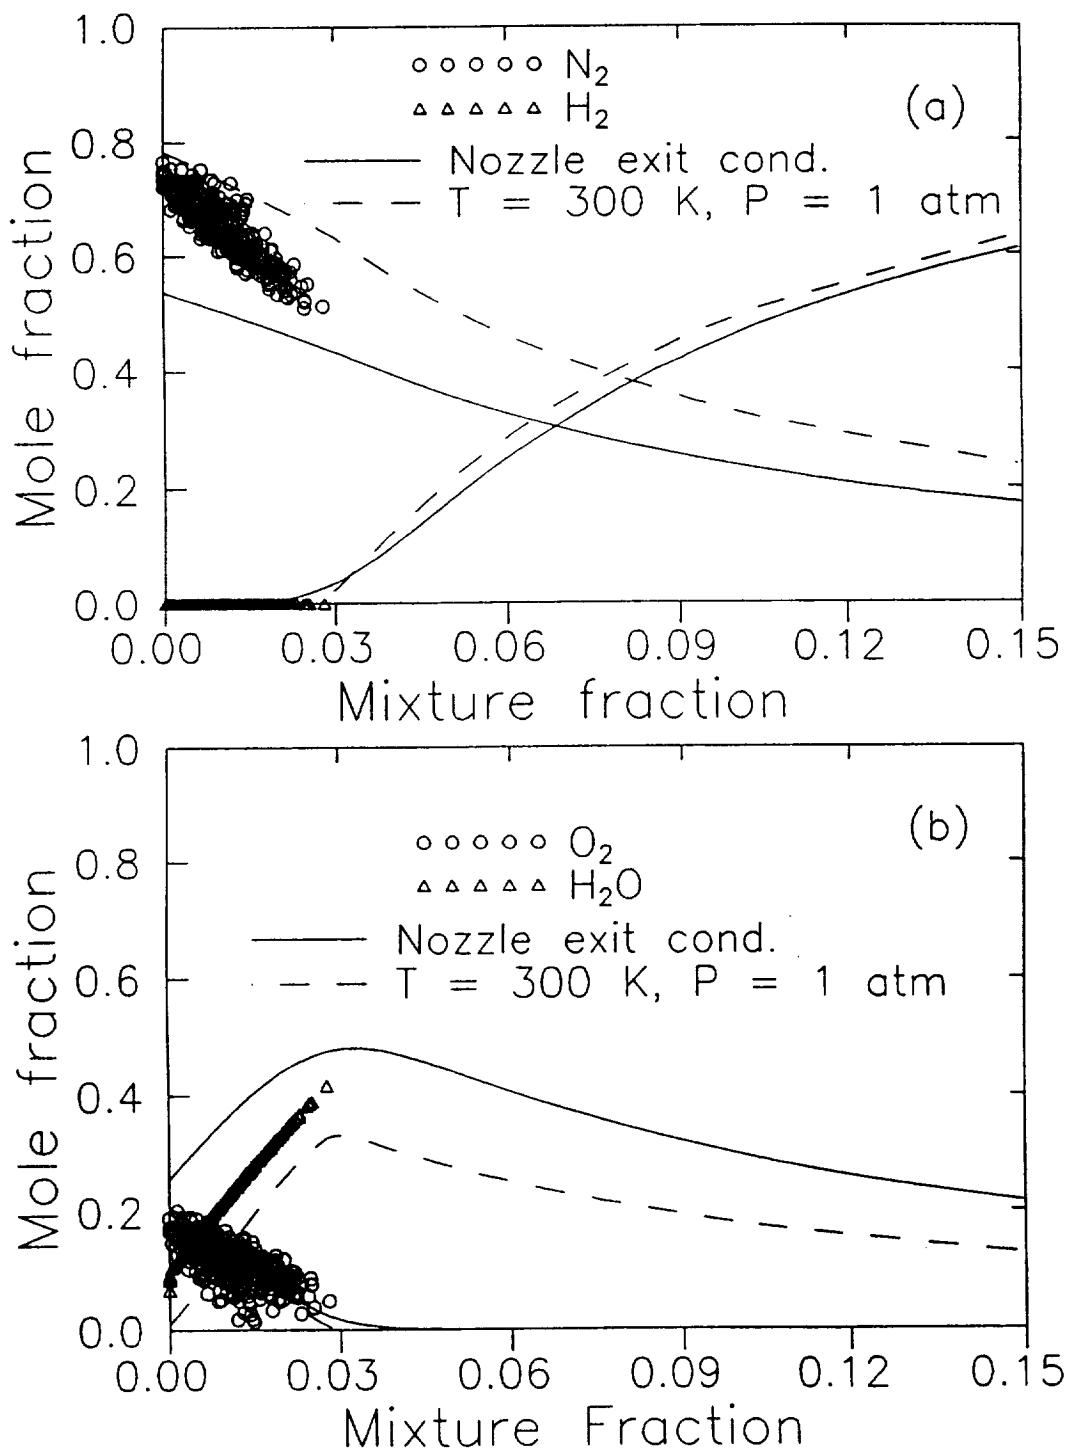 1.0
N₂
(a)
H₂
0.8
Nozzle exit cond.
T = 300 K, P = 1 atm
0.6
0.4
0.2
0.0
Mole fraction
0.00 0.03 0.06 0.09 0.12 0.15
Mixture fraction
1.0
(b)
O₂
0.8
H₂O
Nozzle exit cond.
0.6
T = 300 K, P = 1 atm
0.4
0.2
0.0
Mole fraction
0.00 0.03 0.06 0.09 0.12 0.15
Mixture Fraction